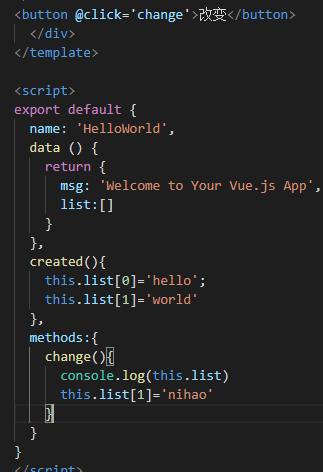 <button @click='change'>改变</button>
</div>
</template>
<script>
export default {
name: 'HelloWorld',
data () {
return {
msg: 'Welcome to Your Vue.js App',
list:[]
}
},
created(){
this.list[0]='hello';
this.list[1]='world'
},
methods:{
change(){
console.log(this.list)
this.list[1]='nihao'
}
}
}
</script>